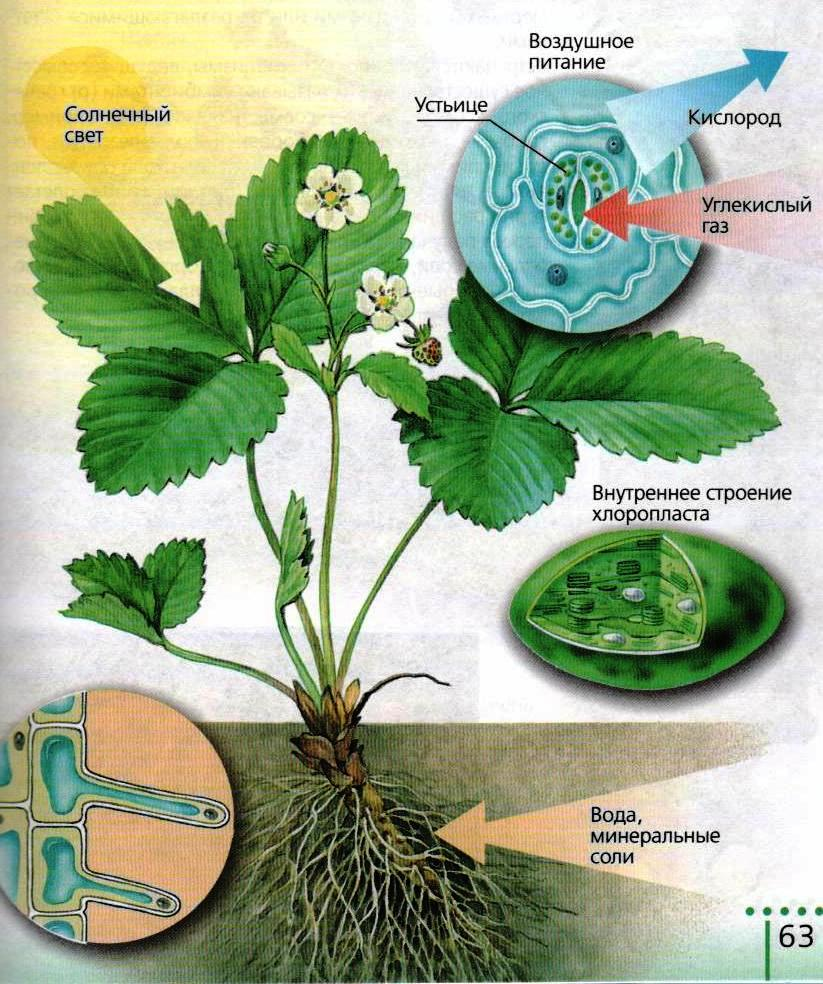 Воздушное
питание
Устьице
Кислород
Солнечный
свет
Углекислый
газ
Внутреннее строение
хлоропласта
Вода,
минеральные
соли
63